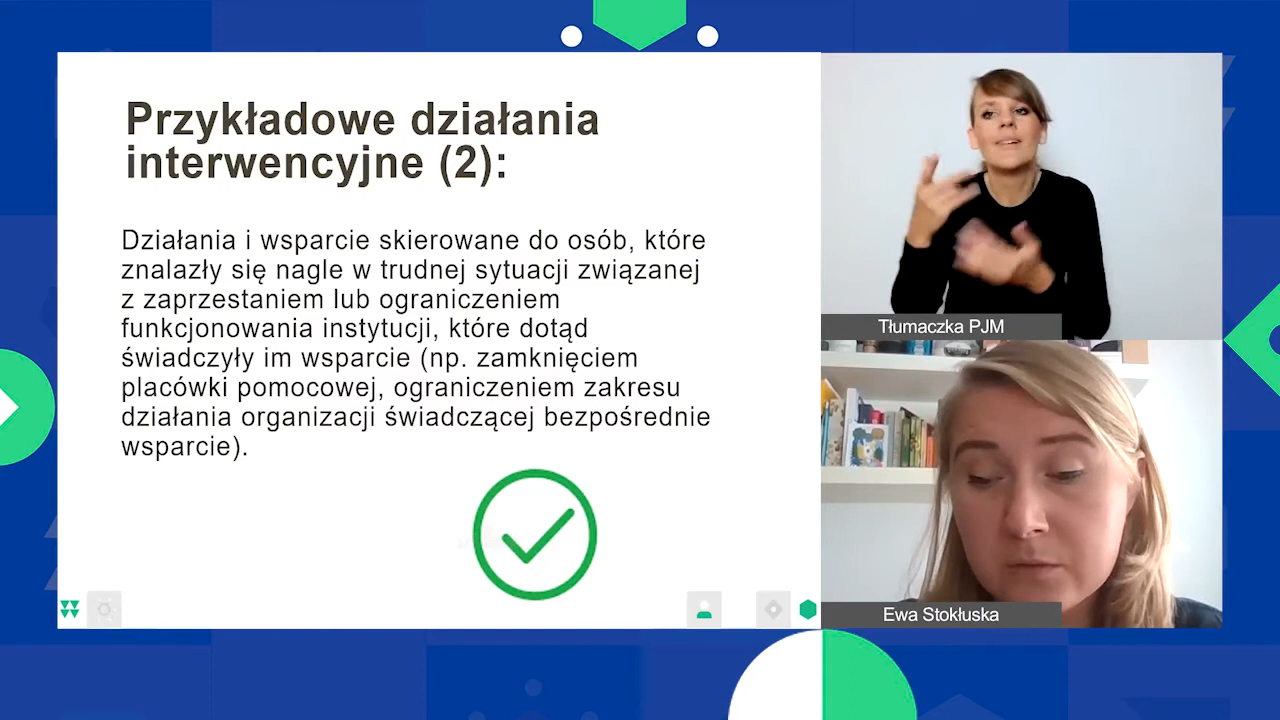 Przykładowe działania
interwencyjne (2):
Działania i wsparcie skierowane do osób, które
znalazły się nagle w trudnej sytuacji związanej
z zaprzestaniem lub ograniczeniem
funkcjonowania instytucji, które dotąd
świadczyły im wsparcie (np. zamknięciem
placówki pomocowej, ograniczeniem zakresu
działania organizacji świadczącej bezpośrednie
wsparcie).
Tłumaczka PJM
Ewa Stokłuska